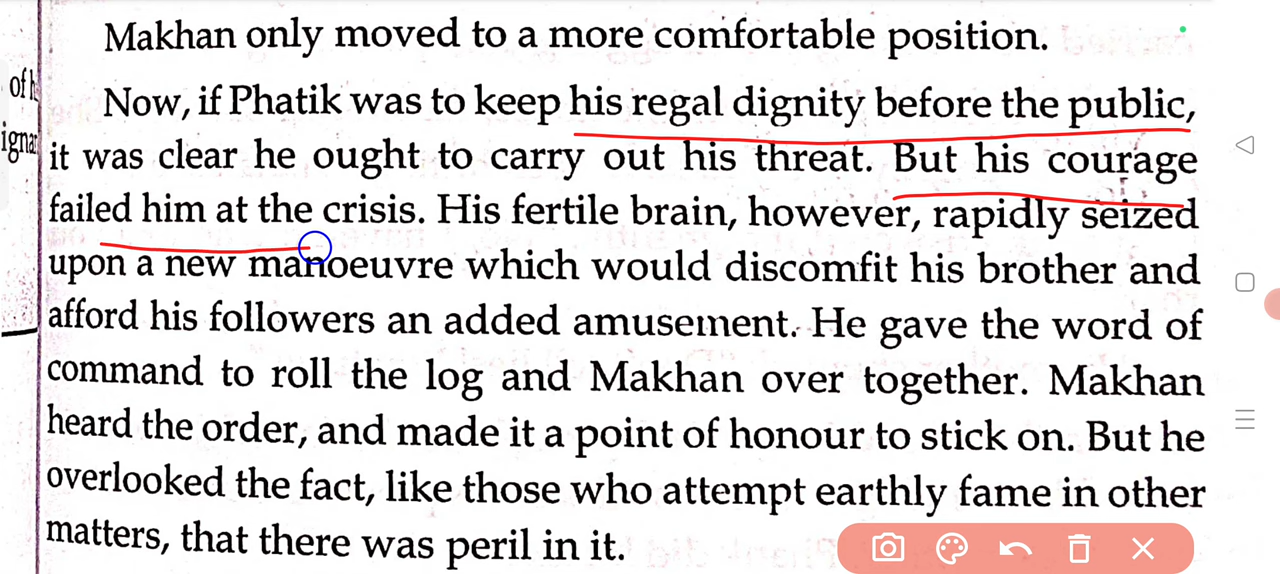 Makhan only moved to a more comfortable position.
Now, if Phatik was to keep his regal dignity before the public,
it was clear he ought to carry out his threat. But his courage
failed him at the crisis. His fertile brain, however, rapidly seized
upon a new manoeuvre which would discomfit his brother and
afford his followers an added amusement. He gave the word of
command to roll the log and Makhan over together. Makhan
heard the order, and made it a point of honour to stick on. But he
overlooked the fact, like those who attempt earthly fame in other
matters, that there was peril in it.